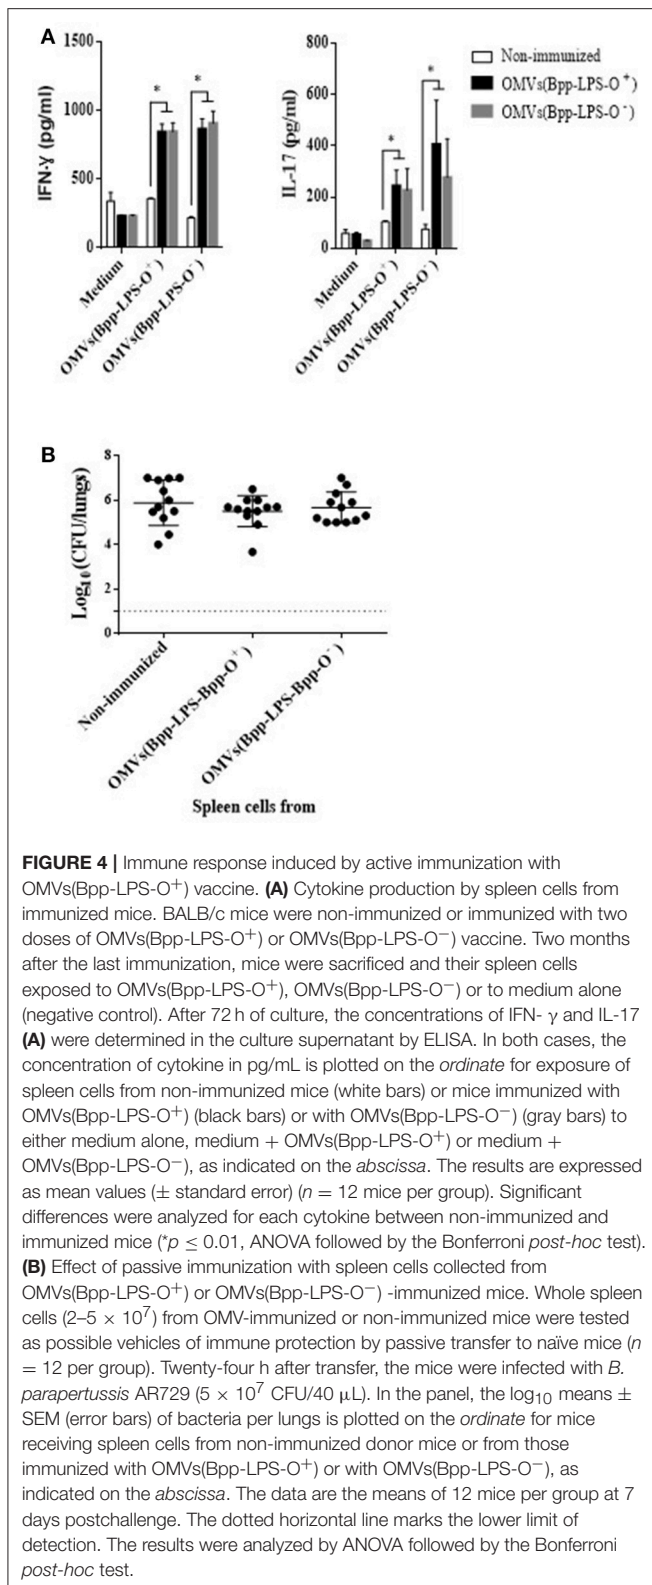 A
1500
1000
500
0
IFN-γ (pg/ml)
Medium
OMVs(Bpp-LPS-O⁺)
OMVs(Bpp-LPS-O⁻)
*
*
800
600
400
200
0
IL-17 (pg/ml)
Medium
OMVs(Bpp-LPS-O⁺)
OMVs(Bpp-LPS-O⁻)
*
*
Non-immunized
OMVs(Bpp-LPS-O⁺)
OMVs(Bpp-LPS-O⁻)
B
8
6
4
2
0
Log₁₀(CFU/lungs)
Non-immunized
OMVs(Bpp-LPS-Bpp-O⁺)
OMVs(Bpp-LPS-Bpp-O⁻)
Spleen cells from
FIGURE 4 | Immune response induced by active immunization with
OMVs(Bpp-LPS-O⁺) vaccine. (A) Cytokine production by spleen cells from
immunized mice. BALB/c mice were non-immunized or immunized with two
doses of OMVs(Bpp-LPS-O⁺) or OMVs(Bpp-LPS-O⁻) vaccine. Two months
after the last immunization, mice were sacrificed and their spleen cells
exposed to OMVs(Bpp-LPS-O⁺), OMVs(Bpp-LPS-O⁻) or to medium alone
(negative control). After 72 h of culture, the concentrations of IFN- γ and IL-17
(A) were determined in the culture supernatant by ELISA. In both cases, the
concentration of cytokine in pg/mL is plotted on the ordinate for exposure of
spleen cells from non-immunized mice (white bars) or mice immunized with
OMVs(Bpp-LPS-O⁺) (black bars) or with OMVs(Bpp-LPS-O⁻) (gray bars) to
either medium alone, medium + OMVs(Bpp-LPS-O⁺) or medium +
OMVs(Bpp-LPS-O⁻), as indicated on the abscissa. The results are expressed
as mean values (± standard error) (n = 12 mice per group). Significant
differences were analyzed for each cytokine between non-immunized and
immunized mice (*p ≤ 0.01, ANOVA followed by the Bonferroni post-hoc test).
(B) Effect of passive immunization with spleen cells collected from
OMVs(Bpp-LPS-O⁺) or OMVs(Bpp-LPS-O⁻) -immunized mice. Whole spleen
cells (2–5 × 10⁷) from OMV-immunized or non-immunized mice were tested
as possible vehicles of immune protection by passive transfer to naïve mice (n
= 12 per group). Twenty-four h after transfer, the mice were infected with B.
parapertussis AR729 (5 × 10⁷ CFU/40 μL). In the panel, the log₁₀ means ±
SEM (error bars) of bacteria per lungs is plotted on the ordinate for mice
receiving spleen cells from non-immunized donor mice or from those
immunized with OMVs(Bpp-LPS-O⁺) or with OMVs(Bpp-LPS-O⁻), as
indicated on the abscissa. The data are the means of 12 mice per group at 7
days postchallenge. The dotted horizontal line marks the lower limit of
detection. The results were analyzed by ANOVA followed by the Bonferroni
post-hoc test.